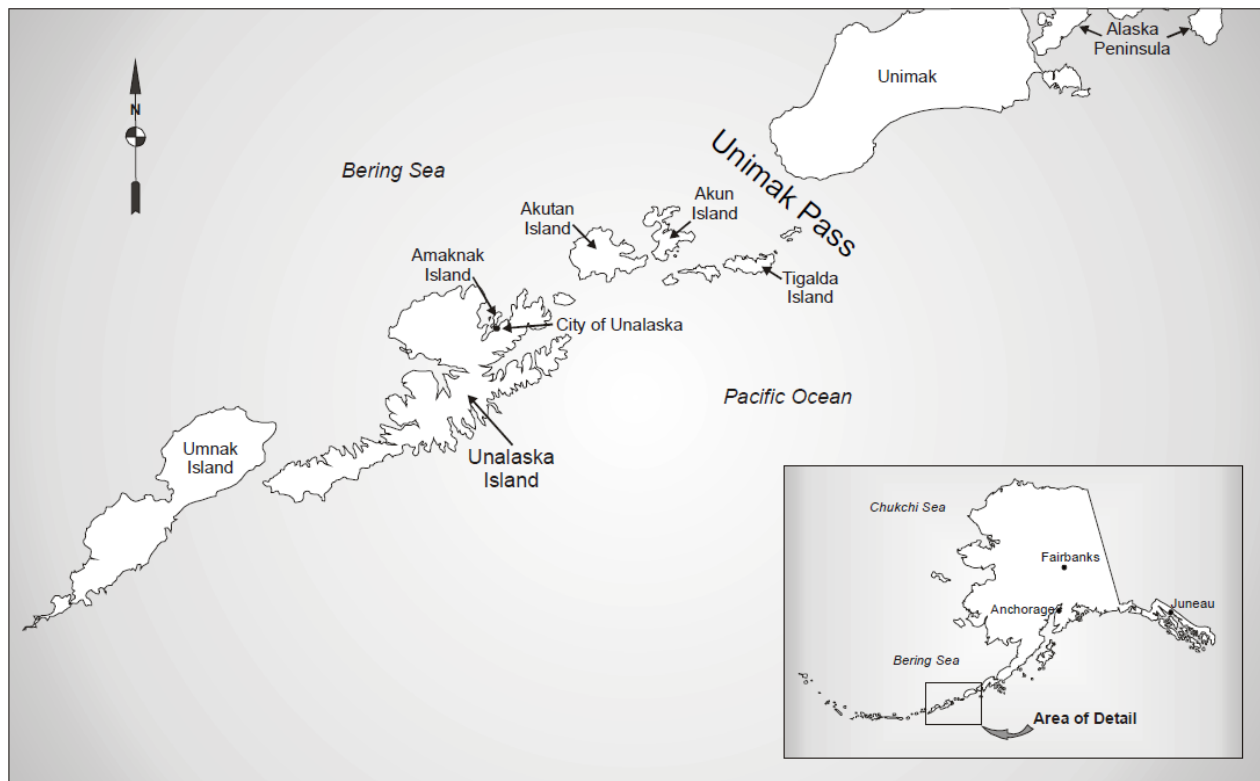 Alaska
Peninsula
Unimak
N
Unimak Pass
Bering Sea
Akutan
Island
Akun
Island
Amaknak
Island
Tigalda
Island
City of Unalaska
Pacific Ocean
Umnak
Island
Unalaska
Island
Chukchi Sea
Fairbanks
Anchorage
Juneau
Bering Sea
Area of Detail